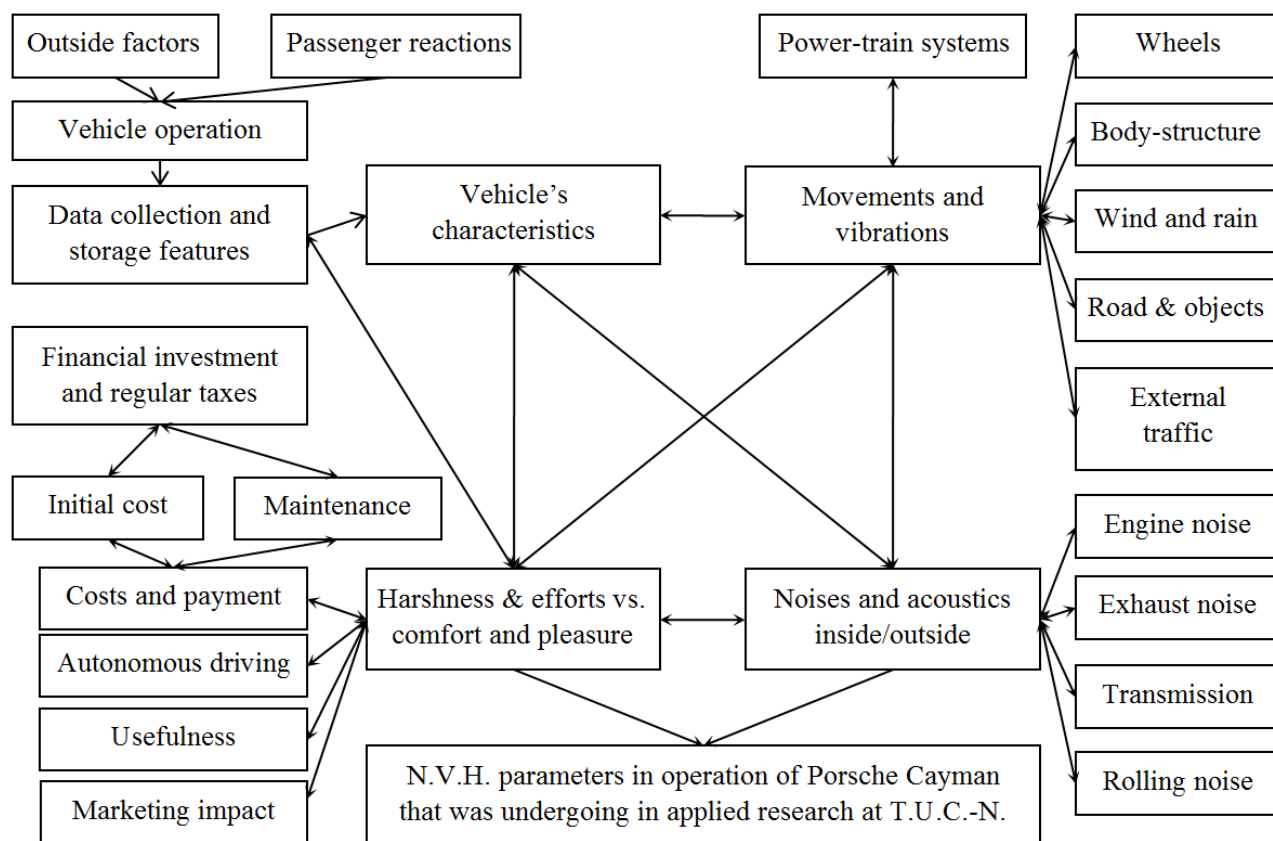 Outside factors
Passenger reactions
Power-train systems
Wheels
Vehicle operation
Body-structure
Data collection and
storage features
Vehicle’s
characteristics
Movements and
vibrations
Wind and rain
Road & objects
Financial investment
and regular taxes
External
traffic
Initial cost
Maintenance
Engine noise
Costs and payment
Harshness & efforts vs.
comfort and pleasure
Noises and acoustics
inside/outside
Exhaust noise
Autonomous driving
Transmission
Usefulness
Rolling noise
Marketing impact
N.V.H. parameters in operation of Porsche Cayman
that was undergoing in applied research at T.U.C.-N.